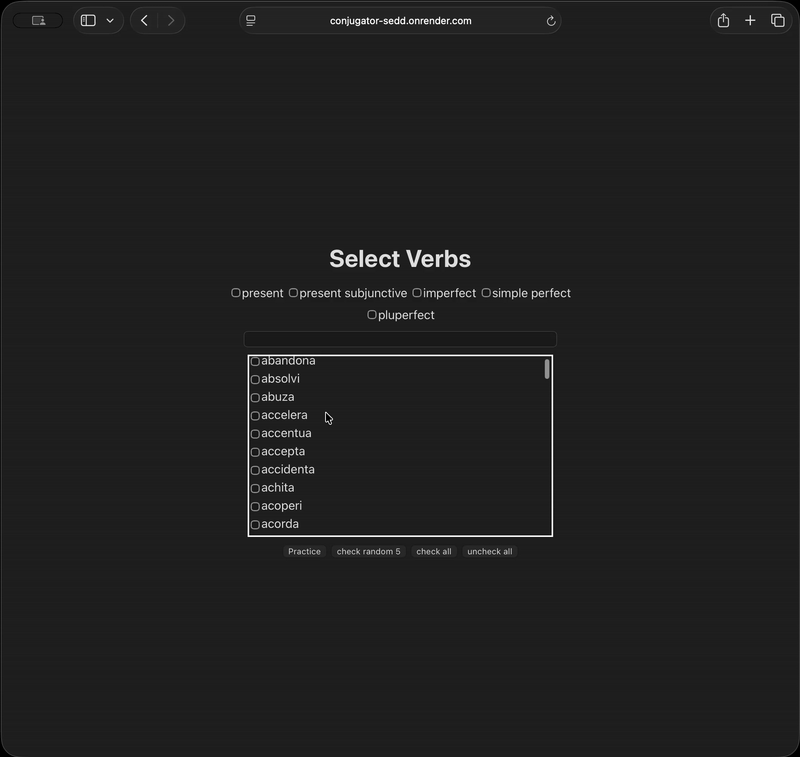 conjugator-sedd.onrender.com
Select Verbs
present present subjunctive imperfect simple perfect
pluperfect
abandona
absolvi
abuza
accelera
accentua
accepta
accidenta
achita
acoperi
acorda
Practice check random 5 check all uncheck all